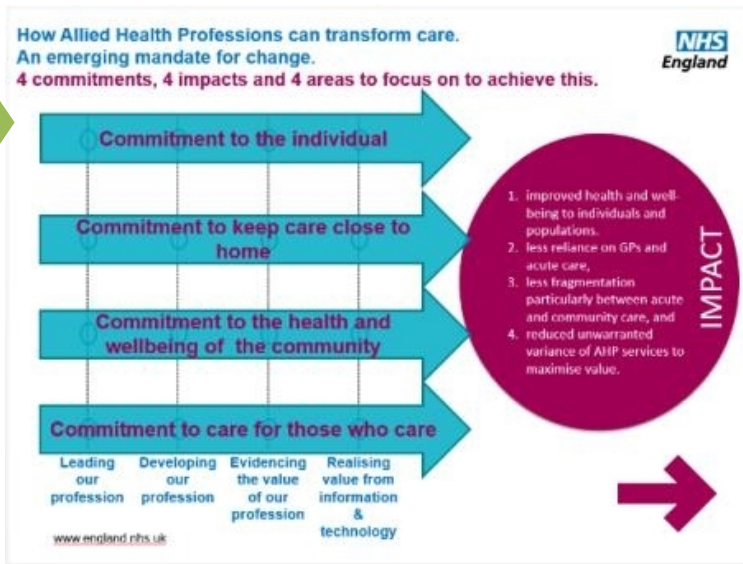 How Allied Health Professions can transform care.
An emerging mandate for change.
4 commitments, 4 impacts and 4 areas to focus on to achieve this.
NHS
England
Commitment to the individual
Commitment to keep care close to
home
Commitment to the health and
wellbeing of the community
Commitment to care for those who care
1. improved health and well-
being to individuals and
populations.
2. less reliance on GPs and
acute care,
3. less fragmentation
particularly between acute
and community care, and
4. reduced unwarranted
variance of AHP services to
maximise value.
IMPACT
Leading
our
profession
Developing
our
profession
Evidencing
the value
of our
profession
Realising
value from
information
&
technology
www.england.nhs.uk